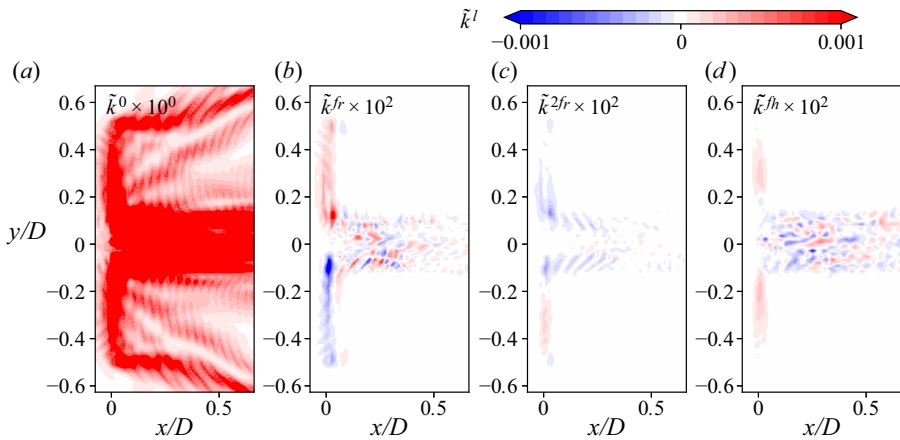 k̃ˡ
−0.001 0 0.001
(a) (b) (c) (d)
k̃⁰ × 10⁰ k̃ᶠʳ × 10² k̃²ᶠʳ × 10² k̃ᶠʰ × 10²
0.6 0.6 0.6 0.6
0.4 0.4 0.4 0.4
0.2 0.2 0.2 0.2
y/D 0 0 0 0
−0.2 −0.2 −0.2 −0.2
−0.4 −0.4 −0.4 −0.4
−0.6 −0.6 −0.6 −0.6
0 0.5 0 0.5 0 0.5 0 0.5
x/D x/D x/D x/D